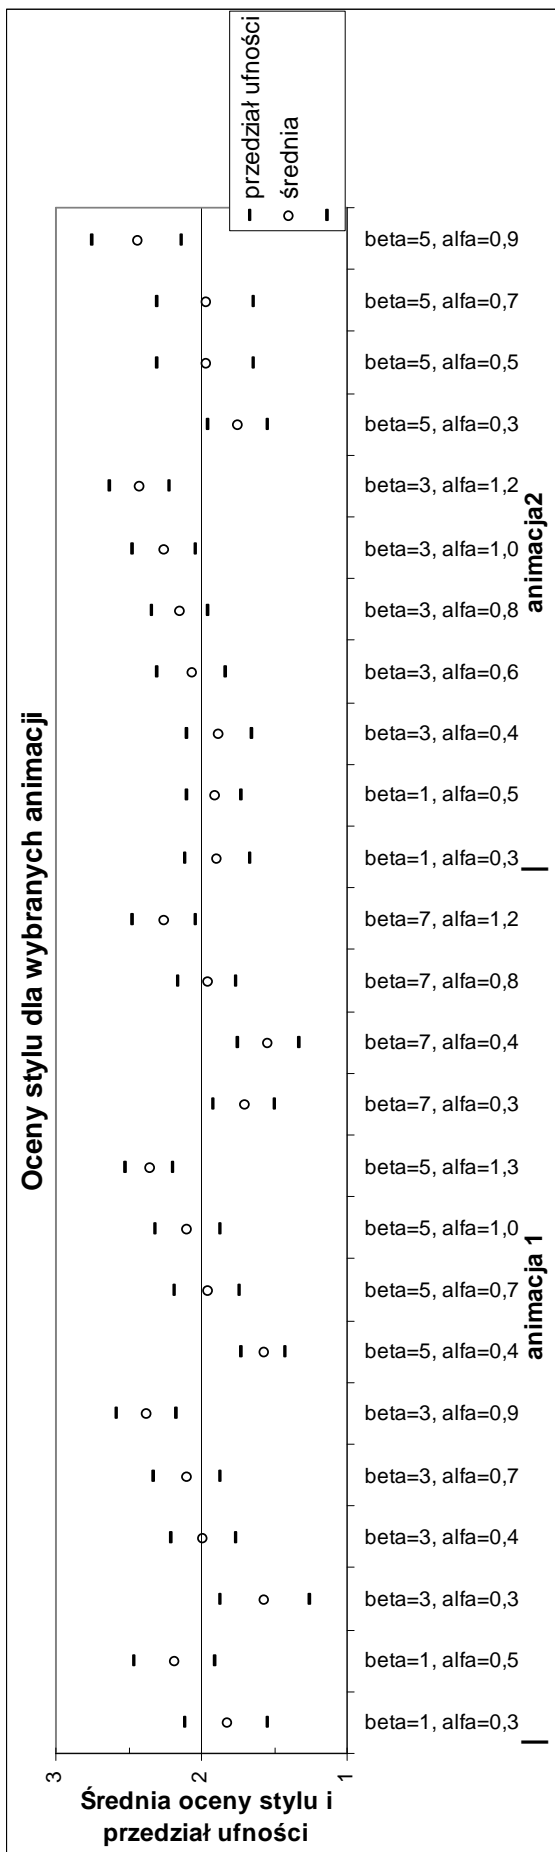 Oceny stylu dla wybranych animacji
Średnia oceny stylu i
przedział ufności
3
2
1
beta=1, alfa=0,3
beta=1, alfa=0,5
beta=3, alfa=0,3
beta=3, alfa=0,4
beta=3, alfa=0,7
beta=3, alfa=0,9
beta=5, alfa=0,4
beta=5, alfa=0,7
beta=5, alfa=1,0
beta=5, alfa=1,3
beta=7, alfa=0,3
beta=7, alfa=0,4
beta=7, alfa=0,8
beta=7, alfa=1,2
beta=1, alfa=0,3
beta=1, alfa=0,5
beta=3, alfa=0,4
beta=3, alfa=0,6
beta=3, alfa=0,8
beta=3, alfa=1,0
beta=3, alfa=1,2
beta=5, alfa=0,3
beta=5, alfa=0,5
beta=5, alfa=0,7
beta=5, alfa=0,9
animacja 1
animacja2
przedział ufności
średnia